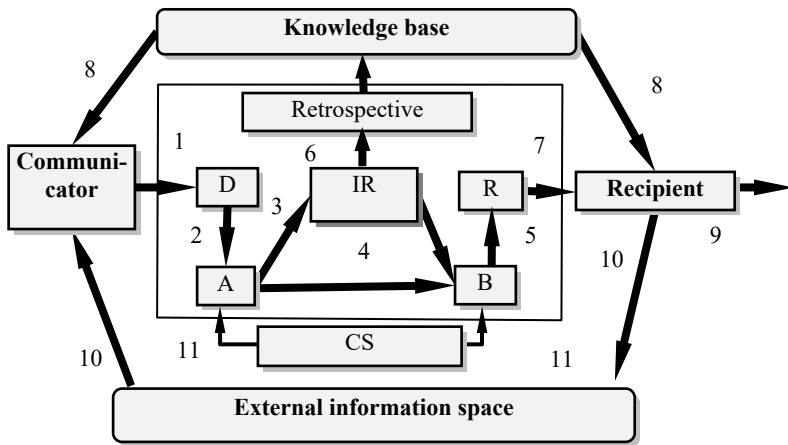 Knowledge base
8
8
Retrospective
1
6
7
Communi-
cator
D
3
IR
R
Recipient
2
4
5
10
9
A
B
11
CS
11
10
External information space